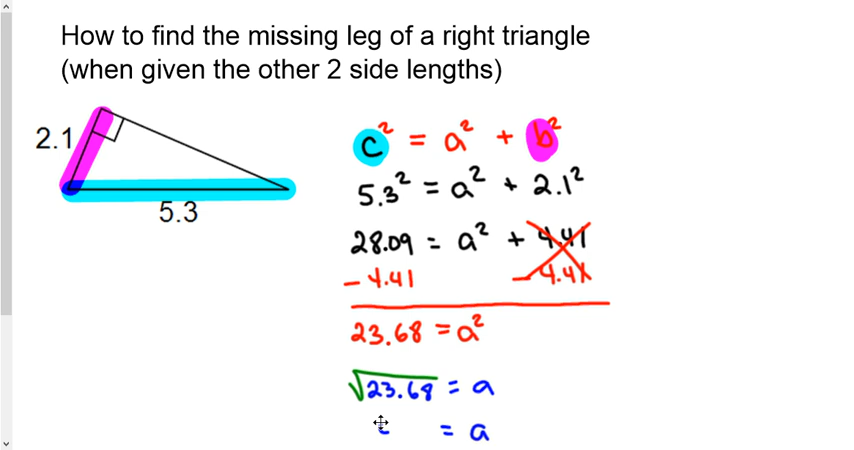 How to find the missing leg of a right triangle
(when given the other 2 side lengths)
2.1
5.3
c² = a² + b²
5.3² = a² + 2.1²
28.09 = a² + 4.41
- 4.41 - 4.41
23.68 = a²
√23.68 = a
= a